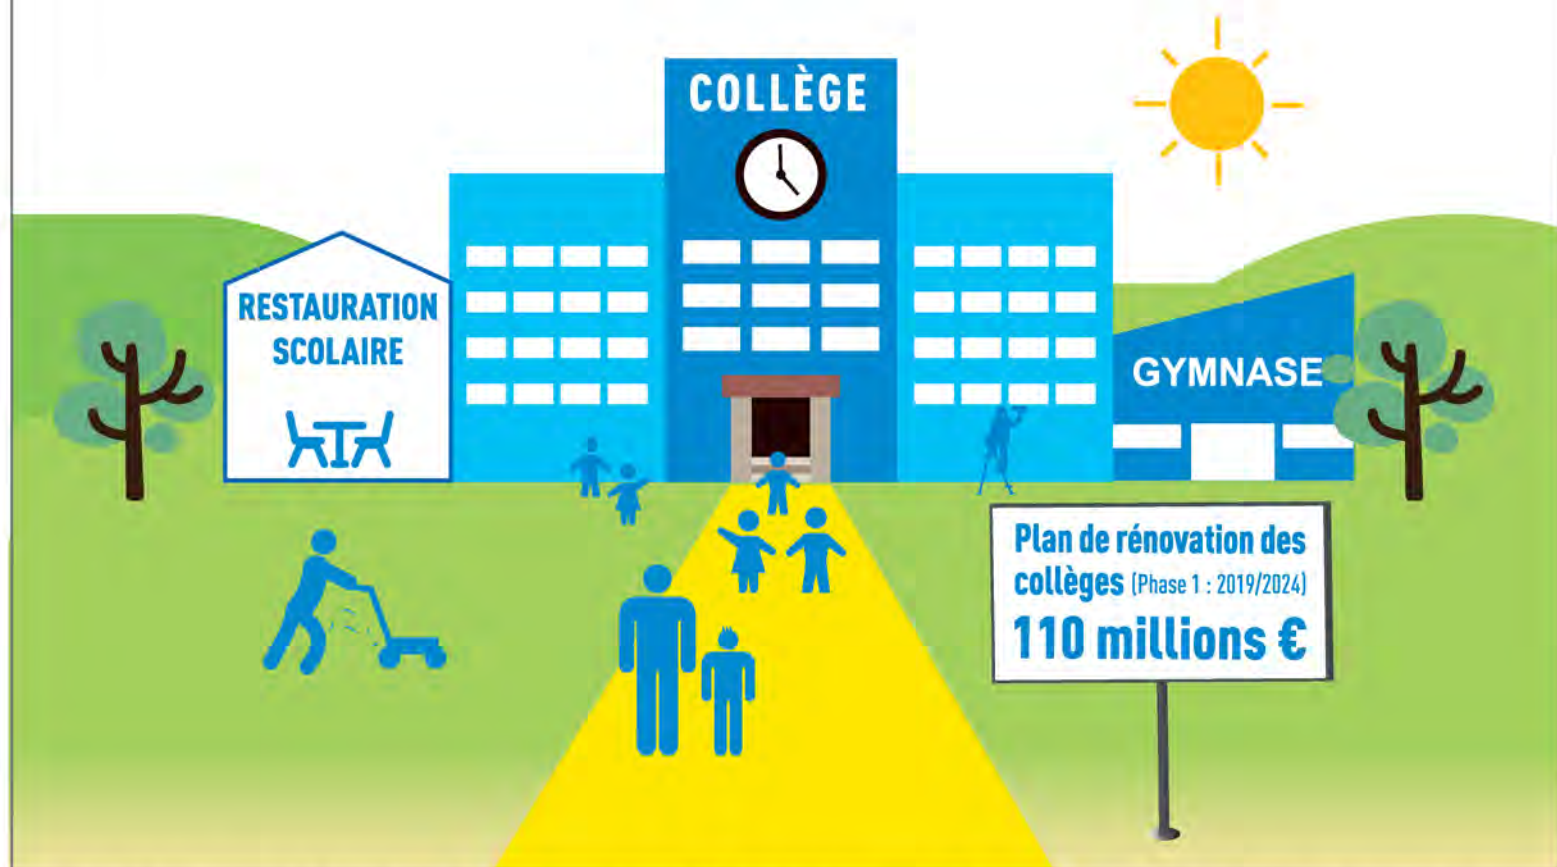 COLLÈGE
RESTAURATION
SCOLAIRE
GYMNASE
Plan de rénovation des
collèges (Phase 1 : 2019/2024)
110 millions €